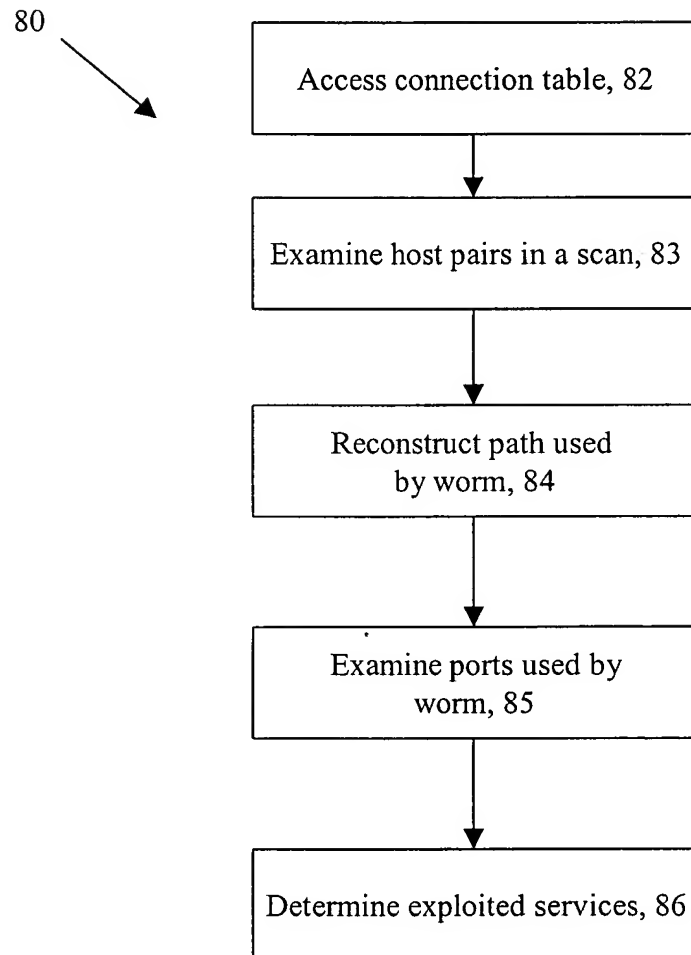 80
Access connection table, 82
Examine host pairs in a scan, 83
Reconstruct path used
by worm, 84
Examine ports used by
worm, 85
Determine exploited services, 86